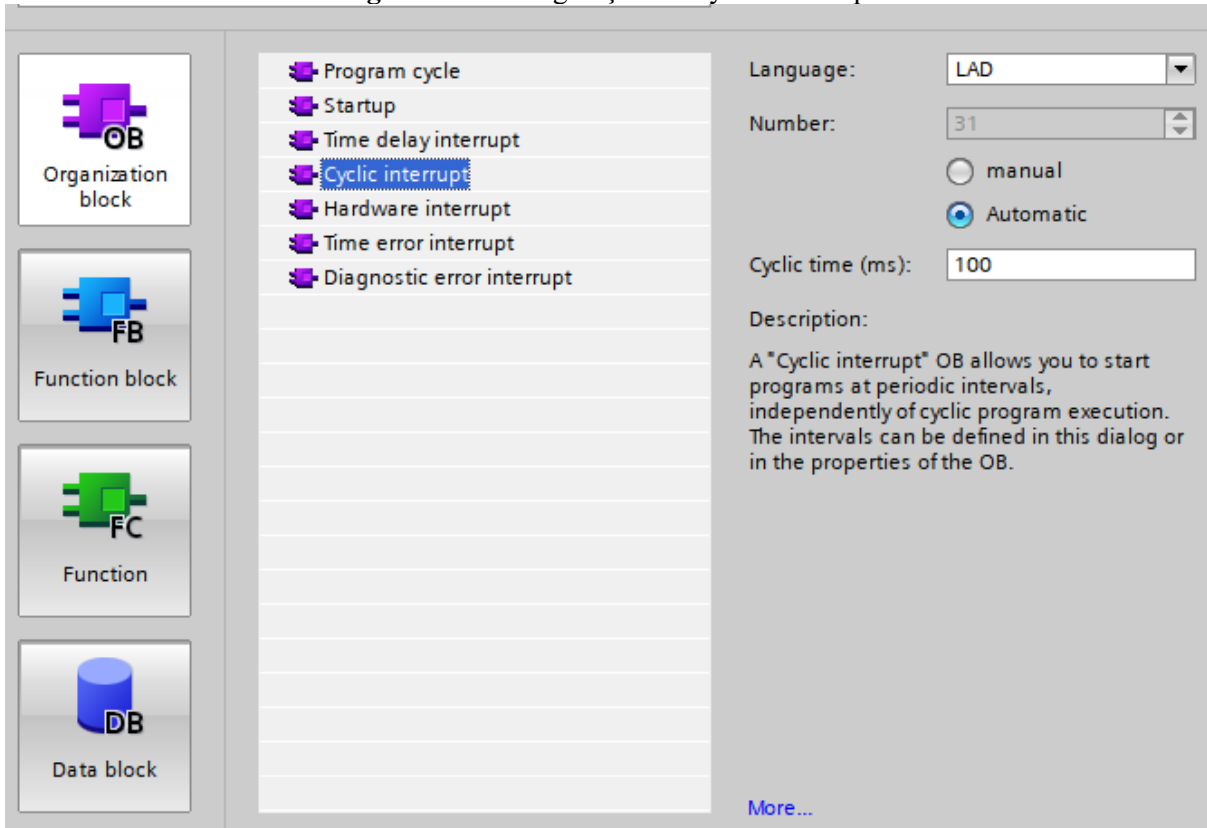 OB
Organization
block
FB
Function block
FC
Function
DB
Data block
Program cycle
Startup
Time delay interrupt
Cyclic interrupt
Hardware interrupt
Time error interrupt
Diagnostic error interrupt
Language: LAD
Number: 31
manual
Automatic
Cyclic time (ms): 100
Description:
A "Cyclic interrupt" OB allows you to start
programs at periodic intervals,
independently of cyclic program execution.
The intervals can be defined in this dialog or
in the properties of the OB.
More...